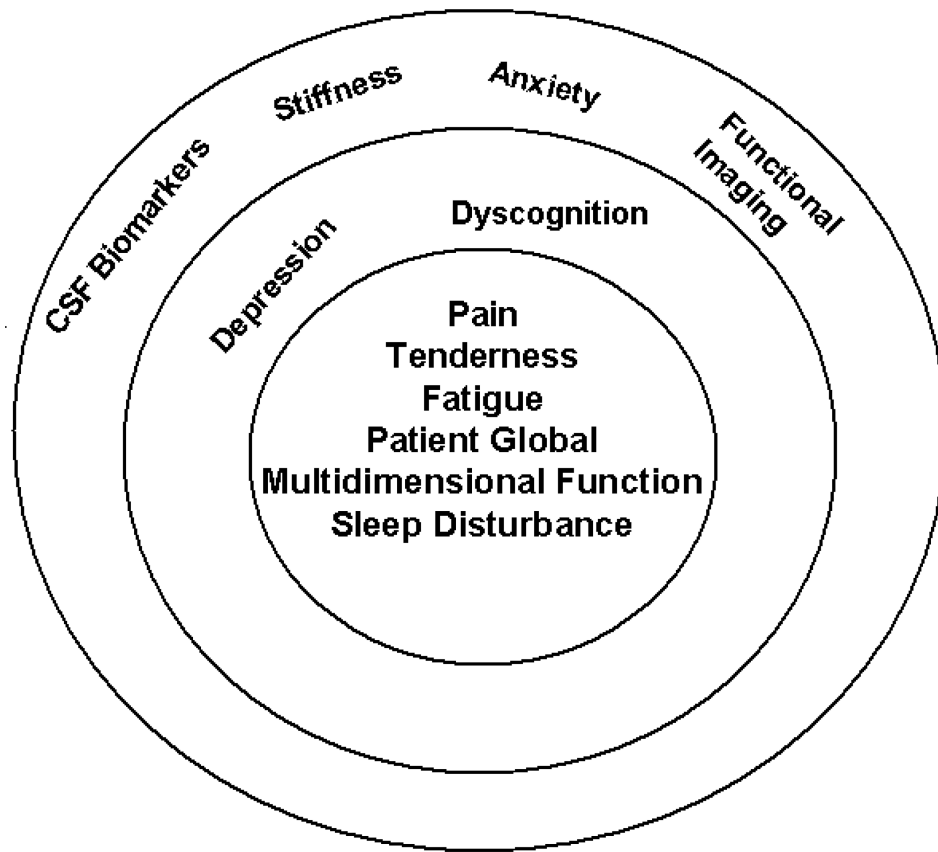 Stiffness
Anxiety
Functional
Imaging
CSF Biomarkers
Dyscognition
Depression
Pain
Tenderness
Fatigue
Patient Global
Multidimensional Function
Sleep Disturbance